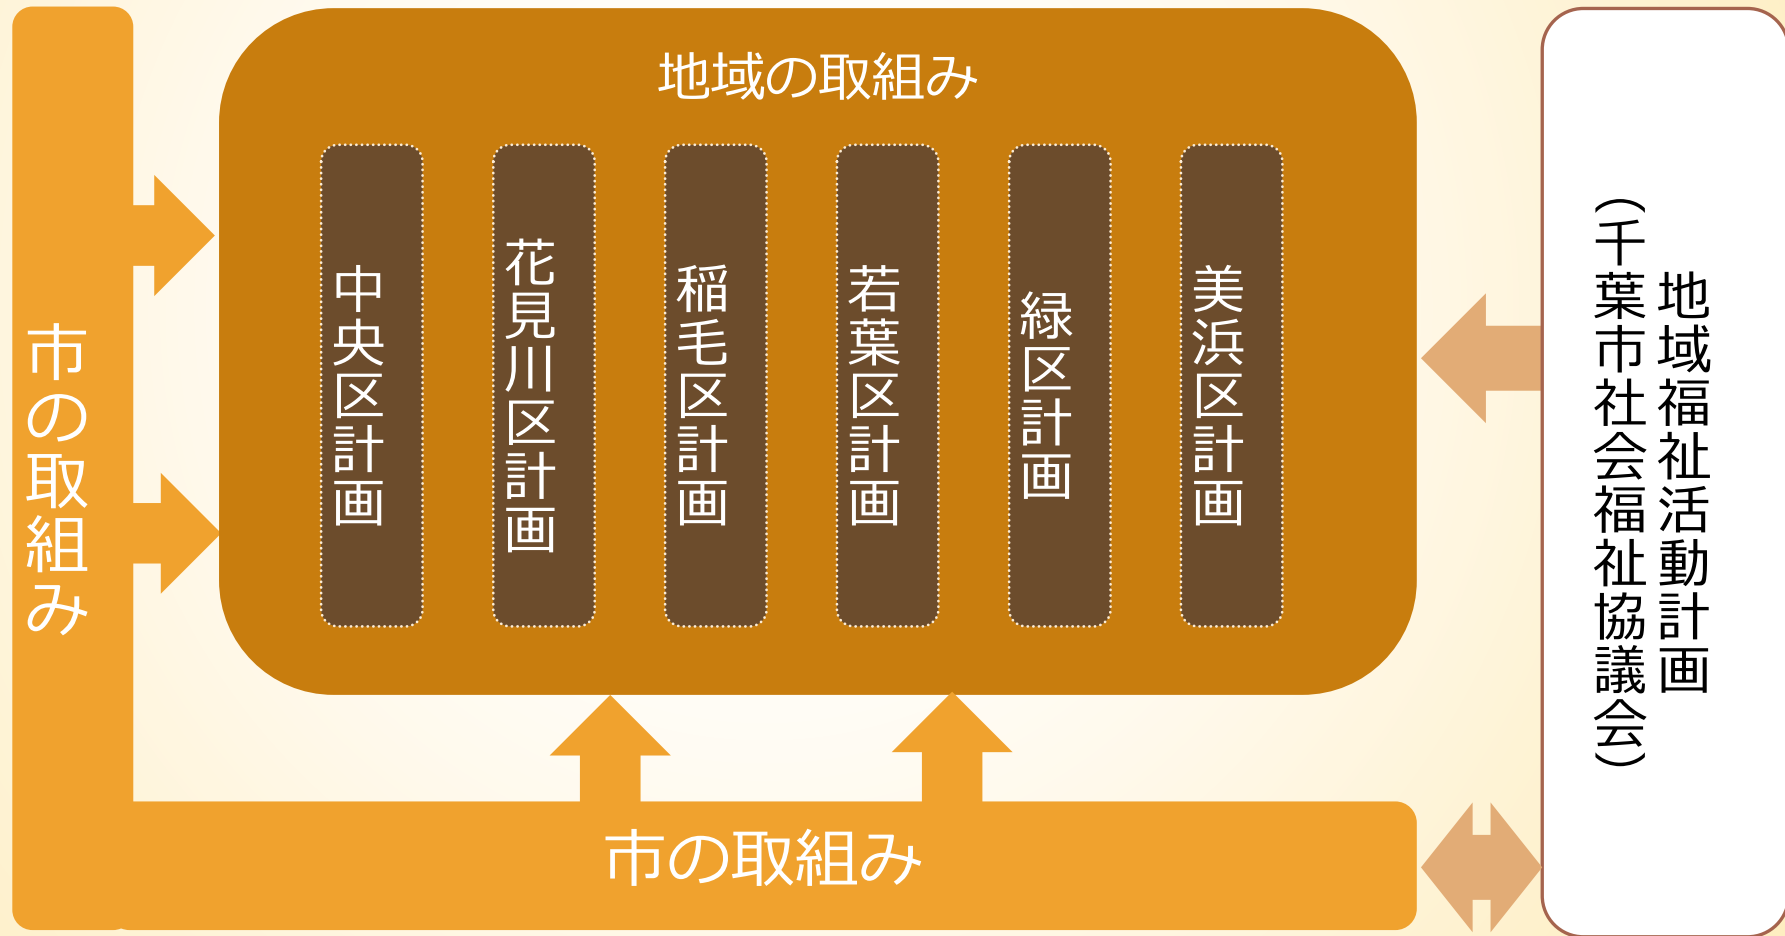 市の取組み
地域の取組み
中央区計画
花見川区計画
稲毛区計画
若葉区計画
緑区計画
美浜区計画
市の取組み
地域福祉活動計画
（千葉市社会福祉協議会）